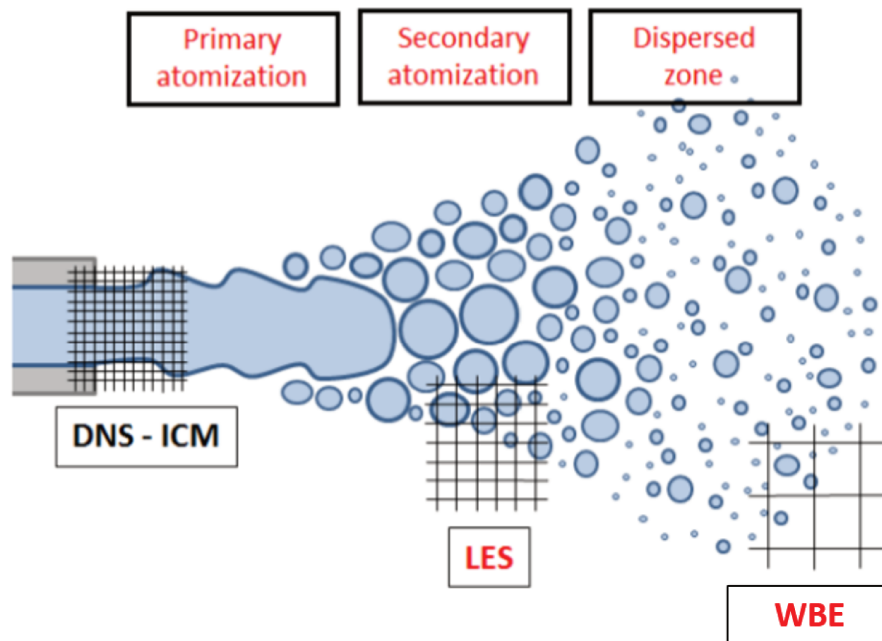 Primary
atomization
Secondary
atomization
Dispersed
zone
DNS - ICM
LES
WBE